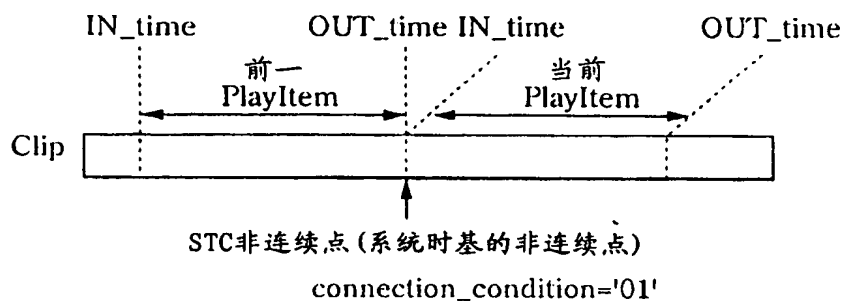 IN_time OUT_time IN_time OUT_time
前一 当前
PlayItem PlayItem
Clip
STC非连续点(系统时基的非连续点)
connection_condition='01'